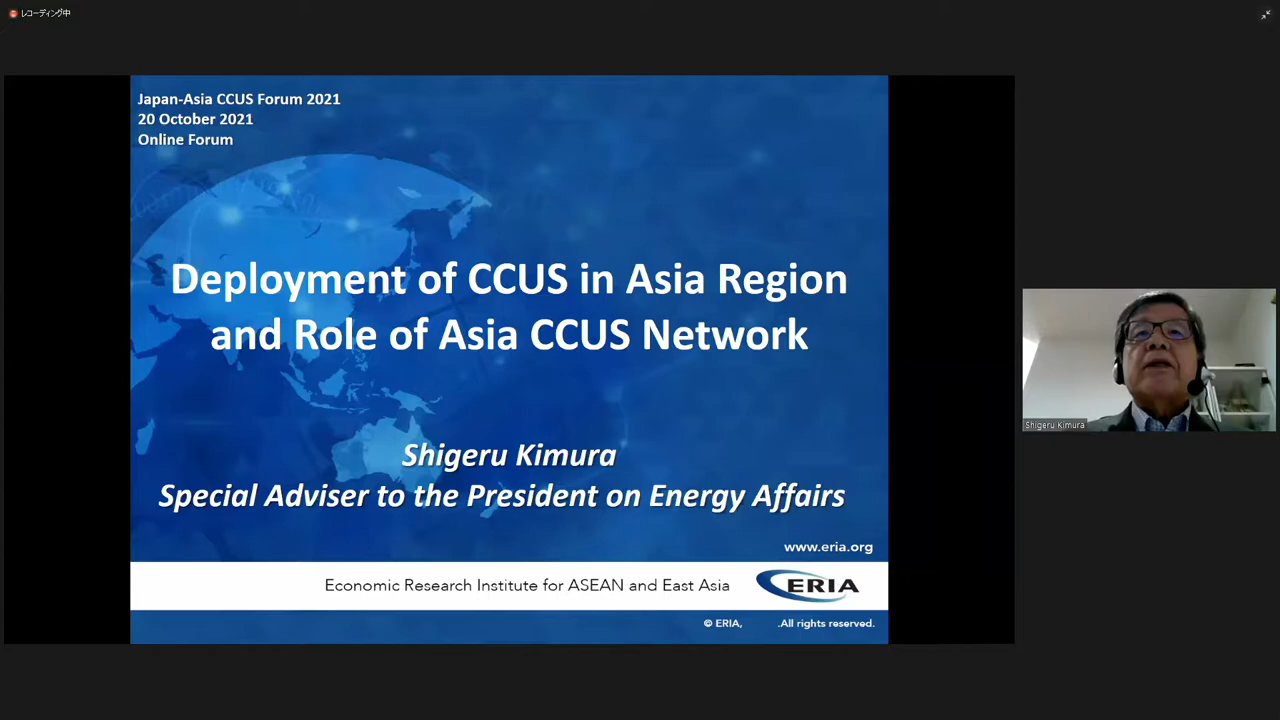 レコーディング中
Japan-Asia CCUS Forum 2021
20 October 2021
Online Forum
Deployment of CCUS in Asia Region
and Role of Asia CCUS Network
Shigeru Kimura
Special Adviser to the President on Energy Affairs
www.eria.org
Economic Research Institute for ASEAN and East Asia
ERIA
© ERIA, .All rights reserved.
Shigeru Kimura